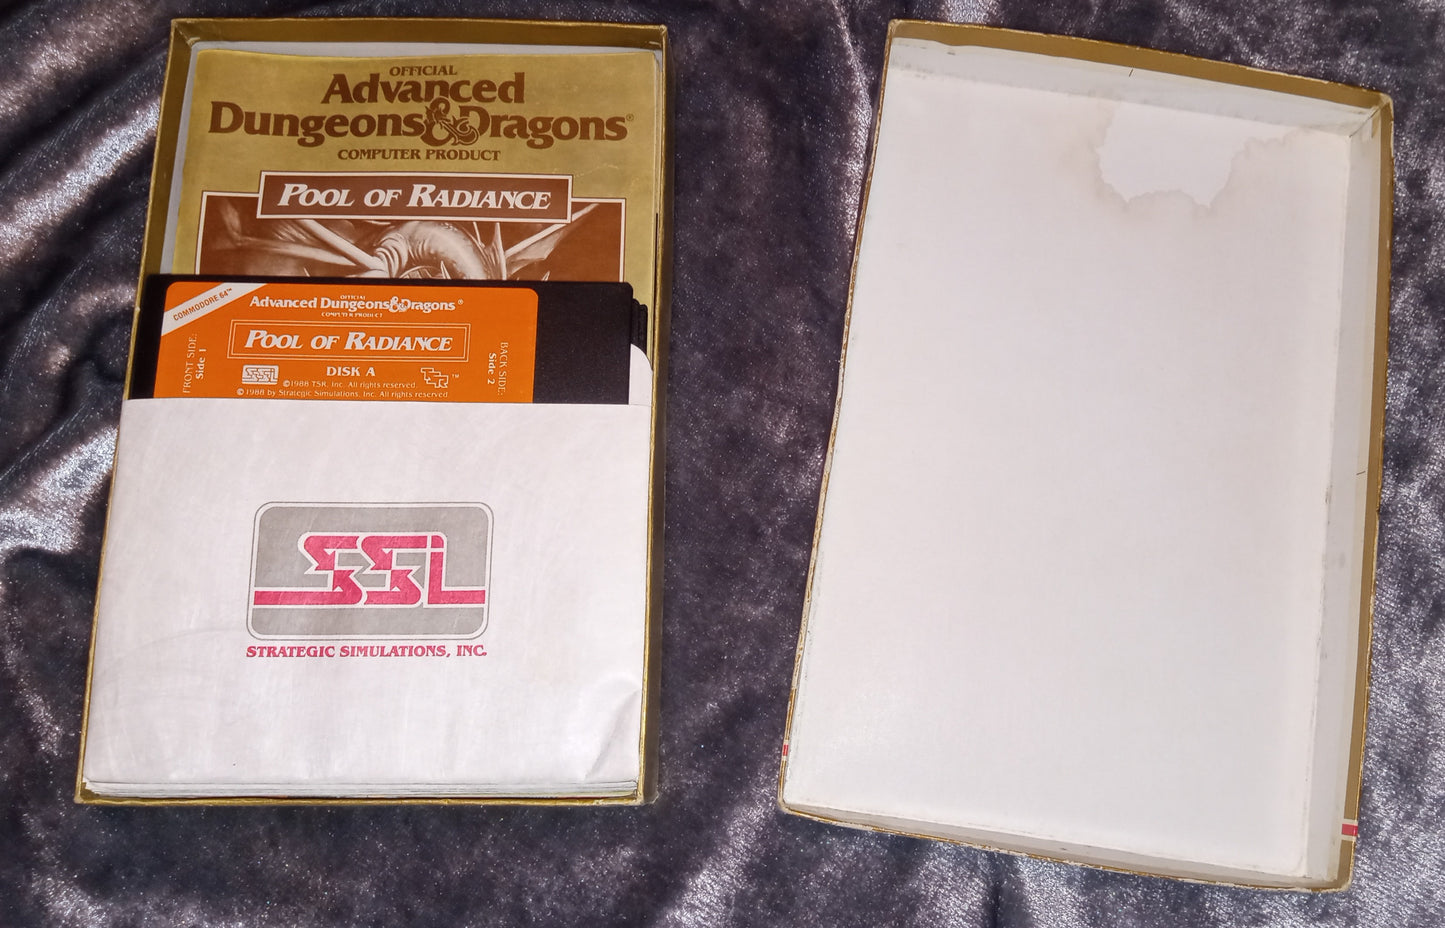 OFFICIAL
Advanced
Dungeons & Dragons®
COMPUTER PRODUCT
POOL OF RADIANCE
COMMODORE 64™
OFFICIAL
Advanced Dungeons & Dragons®
COMPUTER PRODUCT
POOL OF RADIANCE
DISK A
FRONT SIDE:
Side 1
BACK SIDE:
Side 2
SSI
TSR™
©1988 TSR, Inc. All rights reserved.
©1988 by Strategic Simulations, Inc. All rights reserved.
SSI
STRATEGIC SIMULATIONS, INC.